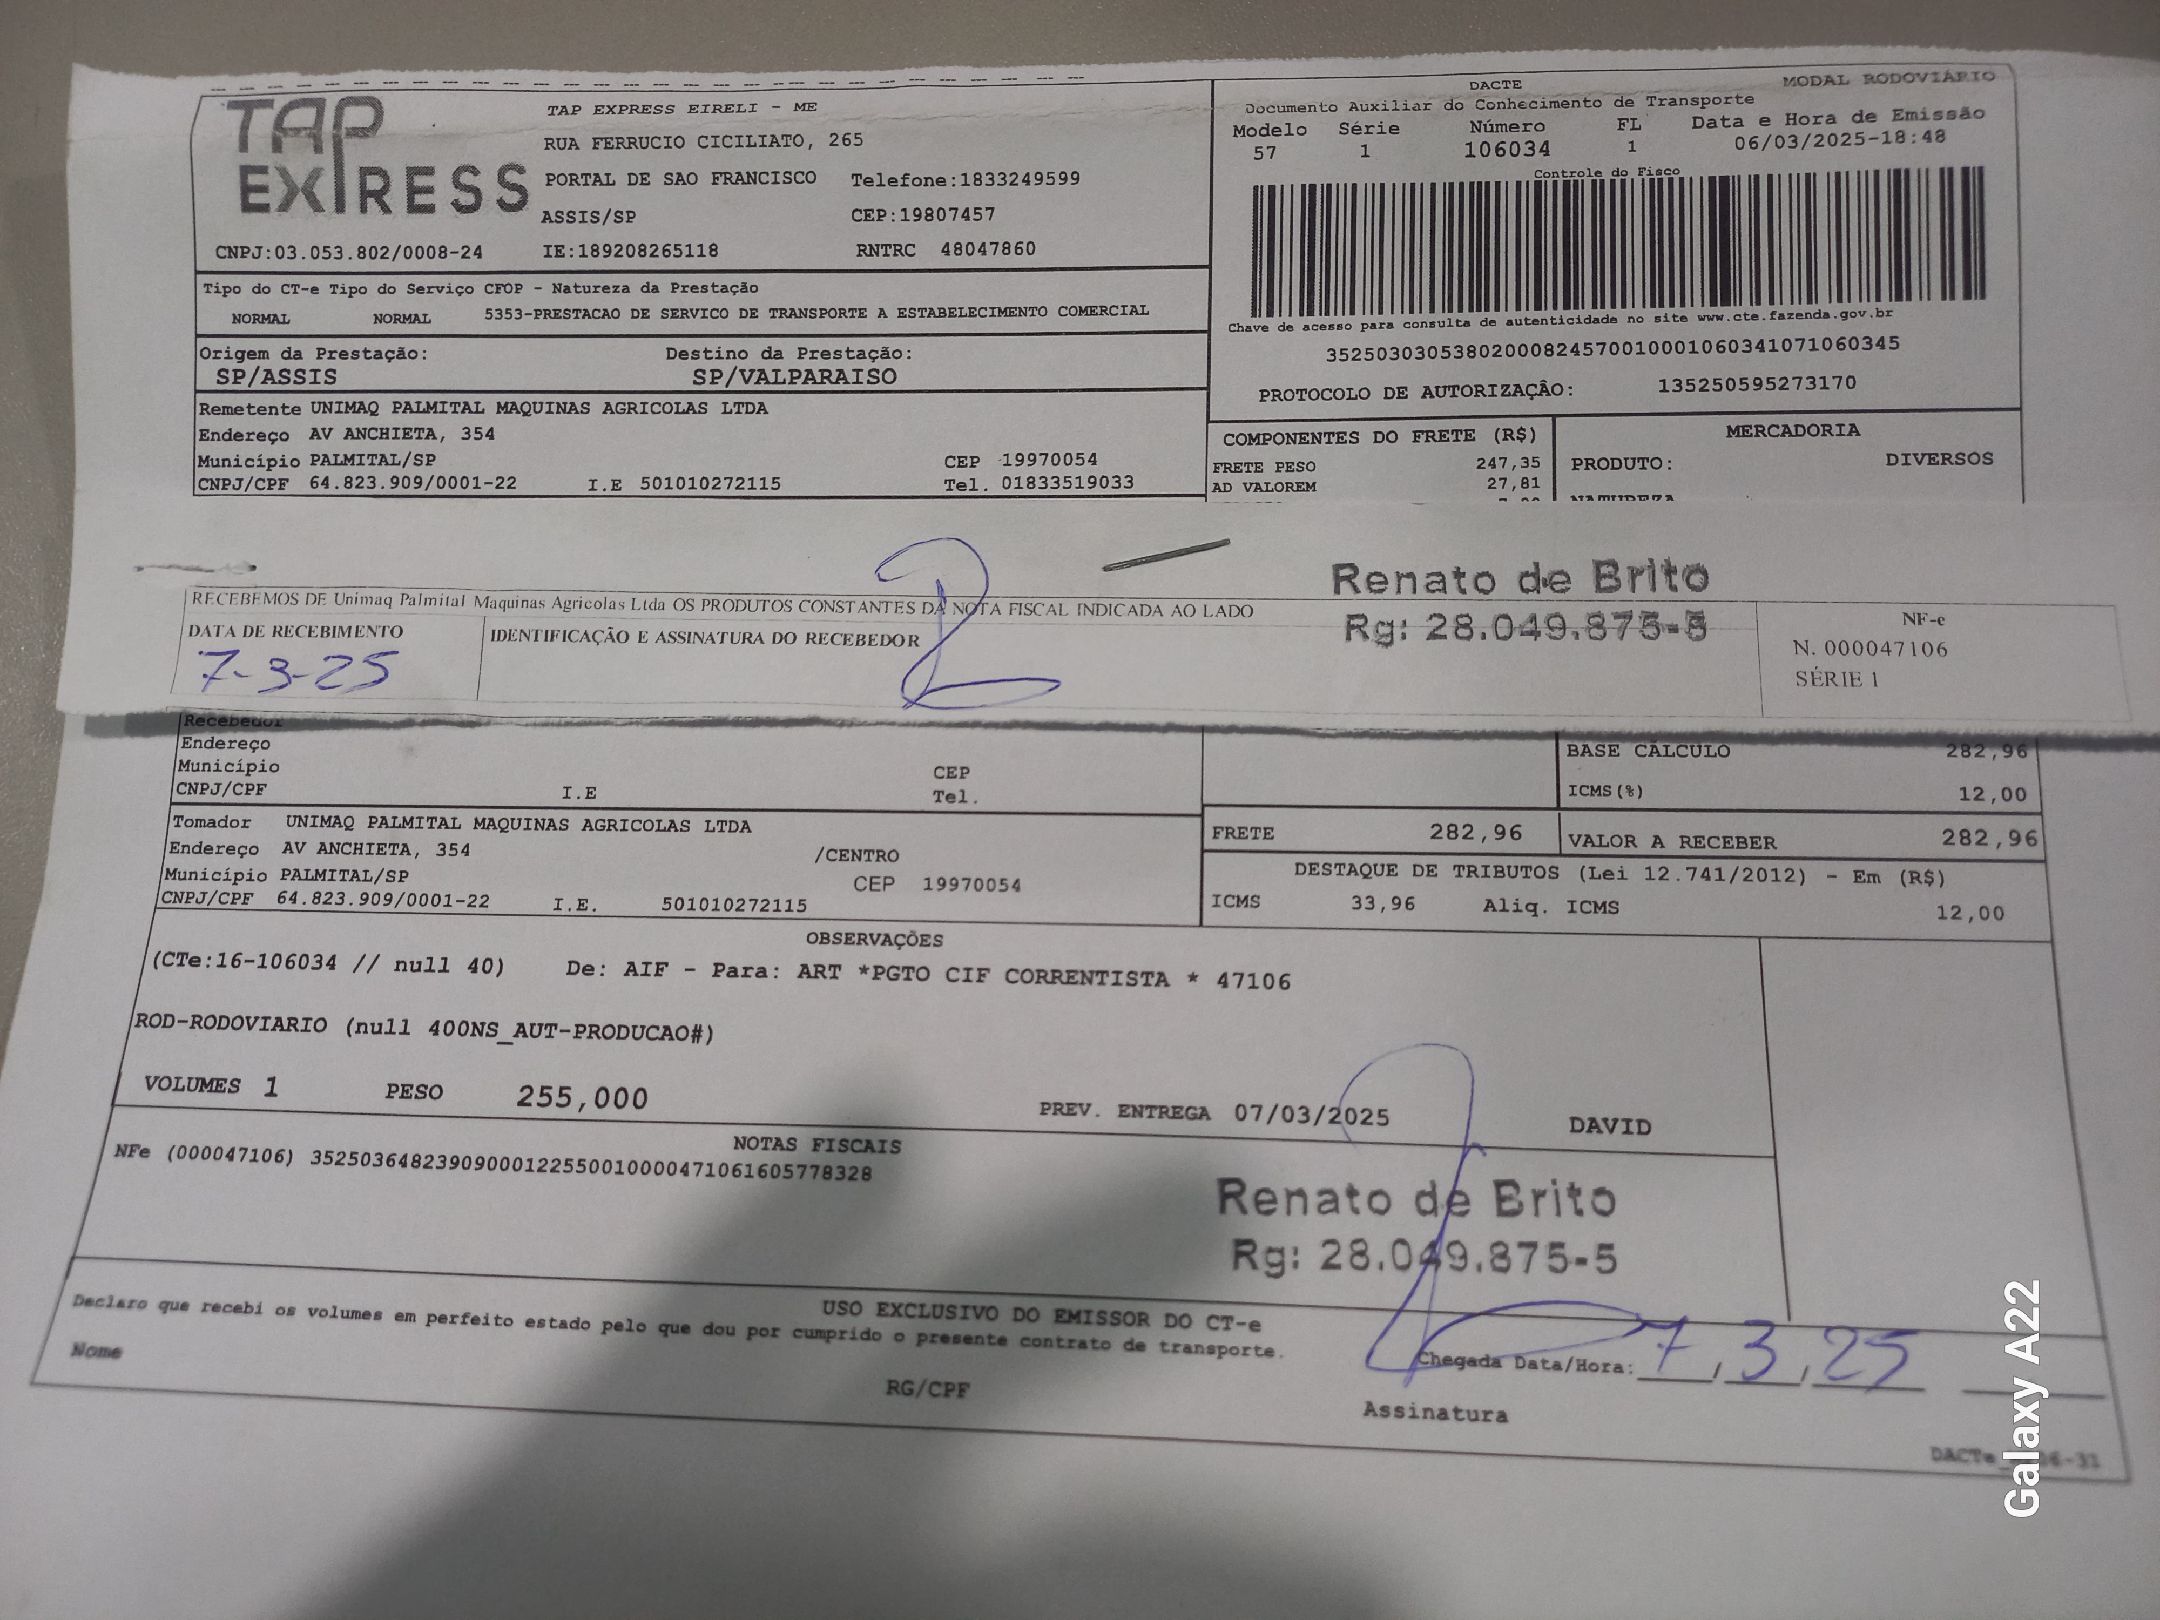 TAP EXPRESS
TAP EXPRESS EIRELI - ME
RUA FERRUCIO CICILIATO, 265
PORTAL DE SAO FRANCISCO Telefone:1833249599
ASSIS/SP CEP:19807457
CNPJ:03.053.802/0008-24 IE:189208265118 RNTRC 48047860
DACTE MODAL RODOVIÁRIO
Documento Auxiliar do Conhecimento de Transporte
Modelo Série Número FL Data e Hora de Emissão
57 1 106034 1 06/03/2025-18:48
Controle do Fisco
Chave de acesso para consulta de autenticidade no site www.cte.fazenda.gov.br
35250303053802000824570010001060341071060345
PROTOCOLO DE AUTORIZAÇÃO: 135250595273170
Tipo do CT-e Tipo do Serviço CFOP - Natureza da Prestação
NORMAL NORMAL 5353-PRESTACAO DE SERVICO DE TRANSPORTE A ESTABELECIMENTO COMERCIAL
Origem da Prestação: Destino da Prestação:
SP/ASSIS SP/VALPARAISO
Remetente UNIMAQ PALMITAL MAQUINAS AGRICOLAS LTDA
Endereço AV ANCHIETA, 354
Município PALMITAL/SP CEP 19970054
CNPJ/CPF 64.823.909/0001-22 I.E 501010272115 Tel. 01833519033
COMPONENTES DO FRETE (R$) MERCADORIA
FRETE PESO 247,35 PRODUTO: DIVERSOS
AD VALOREM 27,81 NATUREZA
Renato de Brito
Rg: 28.049.875-5
RECEBEMOS DE Unimaq Palmital Maquinas Agricolas Ltda OS PRODUTOS CONSTANTES DA NOTA FISCAL INDICADA AO LADO
DATA DE RECEBIMENTO IDENTIFICAÇÃO E ASSINATURA DO RECEBEDOR
7-3-25
NF-e
N. 000047106
SÉRIE 1
Recebedor
Endereço
Município CEP
CNPJ/CPF I.E Tel.
BASE CÁLCULO 282,96
ICMS(%) 12,00
Tomador UNIMAQ PALMITAL MAQUINAS AGRICOLAS LTDA
Endereço AV ANCHIETA, 354 /CENTRO
Município PALMITAL/SP CEP 19970054
CNPJ/CPF 64.823.909/0001-22 I.E. 501010272115
FRETE 282,96 VALOR A RECEBER 282,96
DESTAQUE DE TRIBUTOS (Lei 12.741/2012) - Em (R$)
ICMS 33,96 Aliq. ICMS 12,00
OBSERVAÇÕES
(CTe:16-106034 // null 40) De: AIF - Para: ART *PGTO CIF CORRENTISTA * 47106
ROD-RODOVIARIO (null 400NS_AUT-PRODUCAO#)
VOLUMES 1 PESO 255,000 PREV. ENTREGA 07/03/2025 DAVID
NOTAS FISCAIS
NFe (000047106) 35250364823909000122550010000471061605778328
Renato de Brito
Rg: 28.049.875-5
USO EXCLUSIVO DO EMISSOR DO CT-e
Declaro que recebi os volumes em perfeito estado pelo que dou por cumprido o presente contrato de transporte.
Nome RG/CPF Assinatura
Chegada Data/Hora: 7/3/25
Galaxy A22